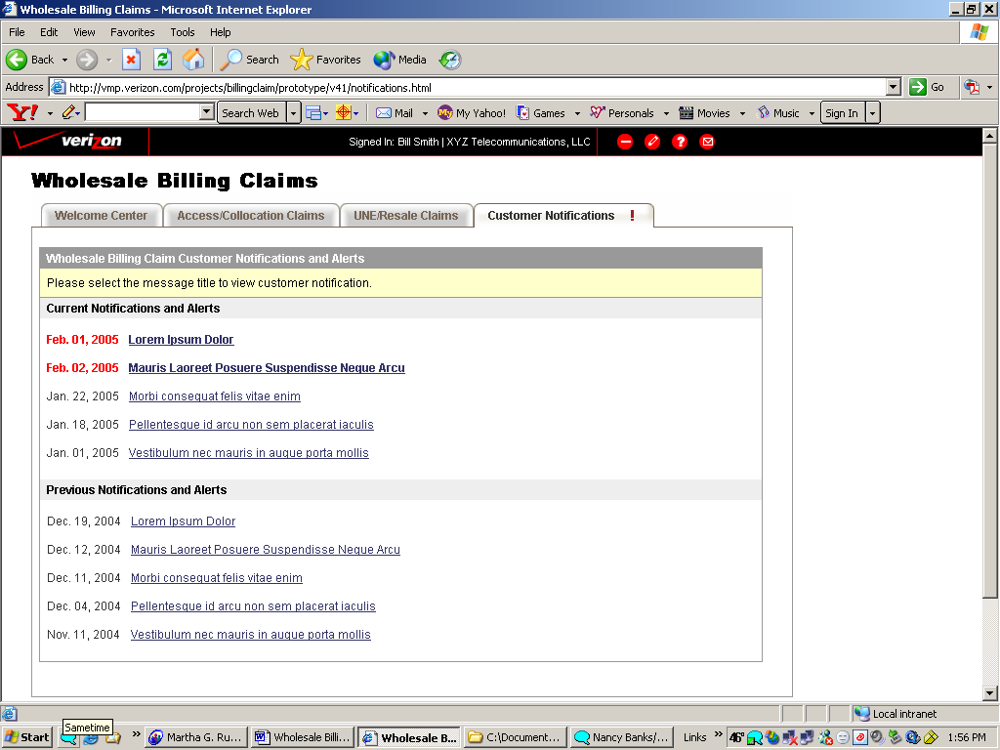 Wholesale Billing Claims - Microsoft Internet Explorer
File Edit View Favorites Tools Help
Back Search Favorites Media
Address http://vmp.verizon.com/projects/billingclaim/prototype/v41/notifications.html Go
Y! Search Web Mail My Yahoo! Games Personals Movies Music Sign In
verizon Signed In: Bill Smith | XYZ Telecommunications, LLC
Wholesale Billing Claims
Welcome Center Access/Collocation Claims UNE/Resale Claims Customer Notifications !
Wholesale Billing Claim Customer Notifications and Alerts
Please select the message title to view customer notification.
Current Notifications and Alerts
Feb. 01, 2005 Lorem Ipsum Dolor
Feb. 02, 2005 Mauris Laoreet Posuere Suspendisse Neque Arcu
Jan. 22, 2005 Morbi consequat felis vitae enim
Jan. 18, 2005 Pellentesque id arcu non sem placerat iaculis
Jan. 01, 2005 Vestibulum nec mauris in augue porta mollis
Previous Notifications and Alerts
Dec. 19, 2004 Lorem Ipsum Dolor
Dec. 12, 2004 Mauris Laoreet Posuere Suspendisse Neque Arcu
Dec. 11, 2004 Morbi consequat felis vitae enim
Dec. 04, 2004 Pellentesque id arcu non sem placerat iaculis
Nov. 11, 2004 Vestibulum nec mauris in augue porta mollis
Local intranet
Sametime
Start » Martha G. Ru... Wholesale Billi... Wholesale B... C:\Document... Nancy Banks/... Links » 46° 1:56 PM